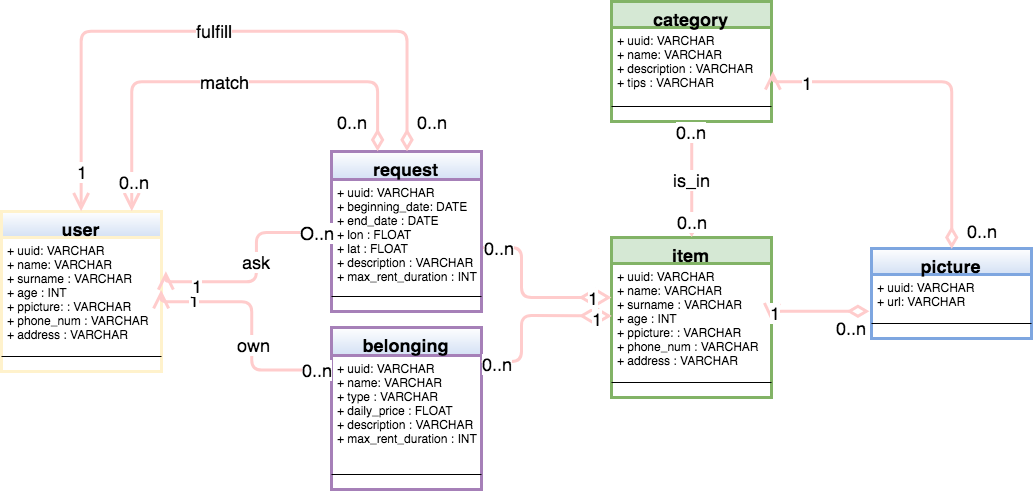 fulfill
match
0..n
0..n
1
0..n
user
+ uuid: VARCHAR
+ name: VARCHAR
+ surname : VARCHAR
+ age : INT
+ ppicture: : VARCHAR
+ phone_num : VARCHAR
+ address : VARCHAR
request
+ uuid: VARCHAR
+ beginning_date: DATE
+ end_date : DATE
+ lon : FLOAT
+ lat : FLOAT
+ description : VARCHAR
+ max_rent_duration : INT
O..n
ask
1
1
own
0..n
belonging
+ uuid: VARCHAR
+ name: VARCHAR
+ type : VARCHAR
+ daily_price : FLOAT
+ description : VARCHAR
+ max_rent_duration : INT
0..n
1
1
0..n
category
+ uuid: VARCHAR
+ name: VARCHAR
+ description : VARCHAR
+ tips : VARCHAR
0..n
is_in
0..n
item
+ uuid: VARCHAR
+ name: VARCHAR
+ surname : VARCHAR
+ age : INT
+ ppicture: : VARCHAR
+ phone_num : VARCHAR
+ address : VARCHAR
1
0..n
1
0..n
picture
+ uuid: VARCHAR
+ url: VARCHAR